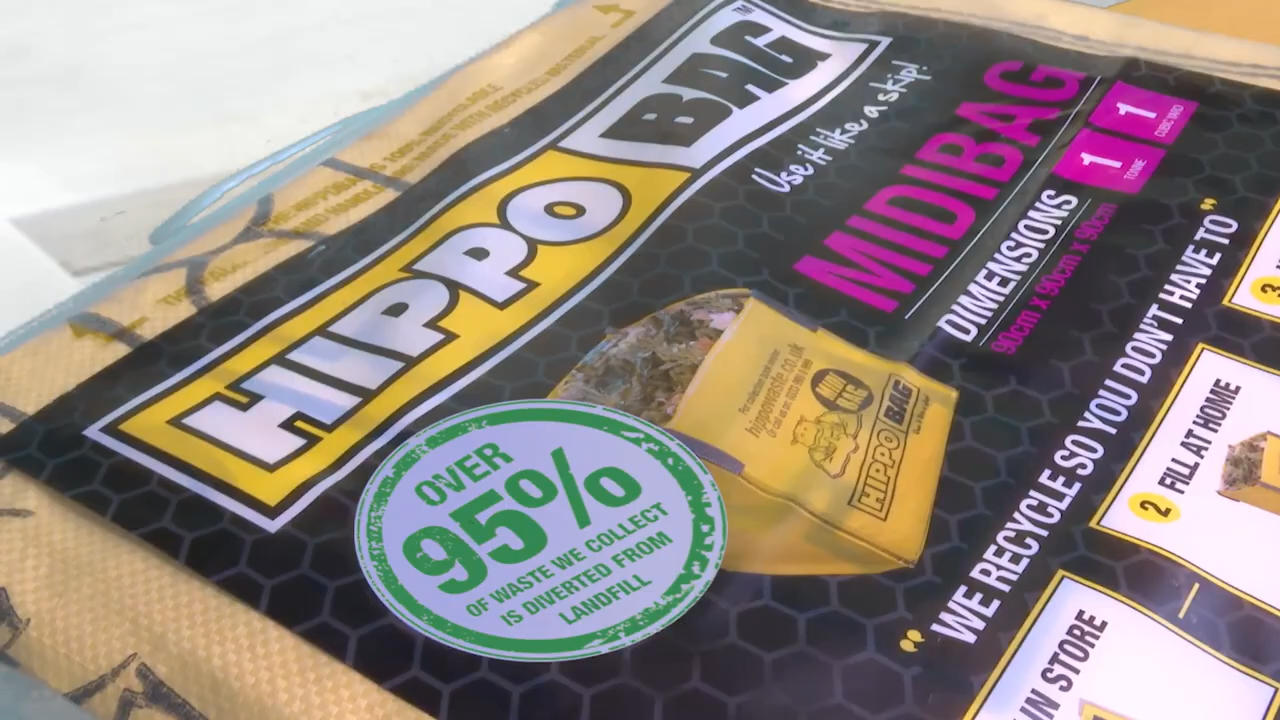 HIPPO BAG™
Use it like a skip!
MIDIBAG
DIMENSIONS
90cm x 90cm x 90cm
1 TONNE
1 CUBIC YARD
OVER
95%
OF WASTE WE COLLECT
IS DIVERTED FROM
LANDFILL
hippowaste.co.uk
MIDI BAG
HIPPO BAG
"WE RECYCLE SO YOU DON'T HAVE TO"
IN STORE
2 FILL AT HOME
3